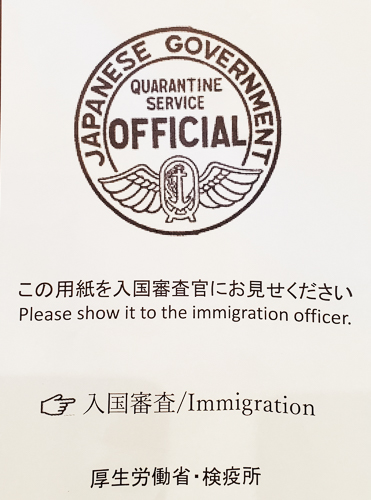 JAPANESE GOVERNMENT
QUARANTINE
SERVICE
OFFICIAL
この用紙を入国審査官にお見せください
Please show it to the immigration officer.
入国審査/Immigration
厚生労働省・検疫所